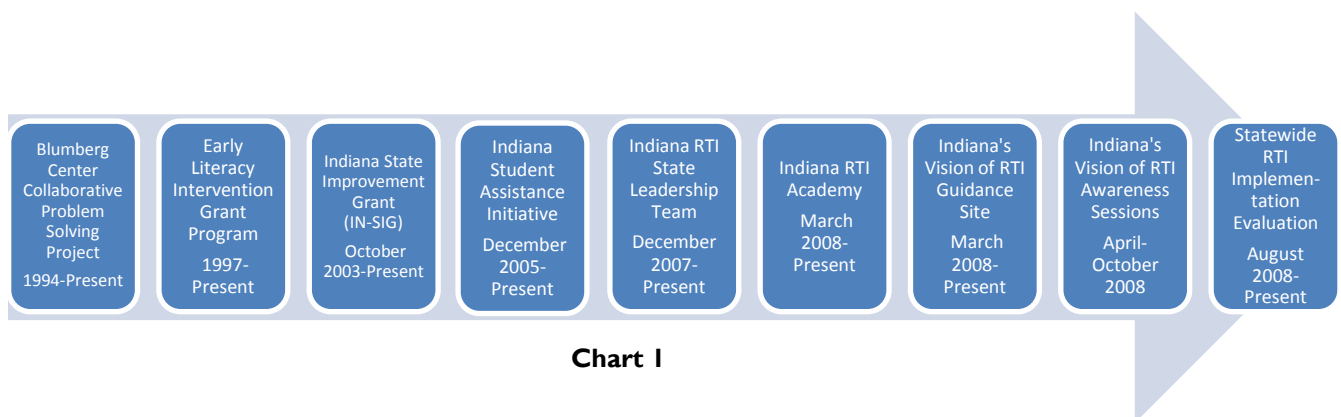 Blumberg
Center
Collaborative
Problem
Solving
Project
1994-Present
Early
Literacy
Intervention
Grant
Program
1997-
Present
Indiana State
Improvement
Grant
(IN-SIG)
October
2003-Present
Indiana
Student
Assistance
Initiative
December
2005-
Present
Indiana RTI
State
Leadership
Team
December
2007-
Present
Indiana RTI
Academy
March
2008-
Present
Indiana's
Vision of RTI
Guidance
Site
March
2008-
Present
Indiana's
Vision of RTI
Awareness
Sessions
April-
October
2008
Statewide
RTI
Implemen-
tation
Evaluation
August
2008-
Present
Chart 1